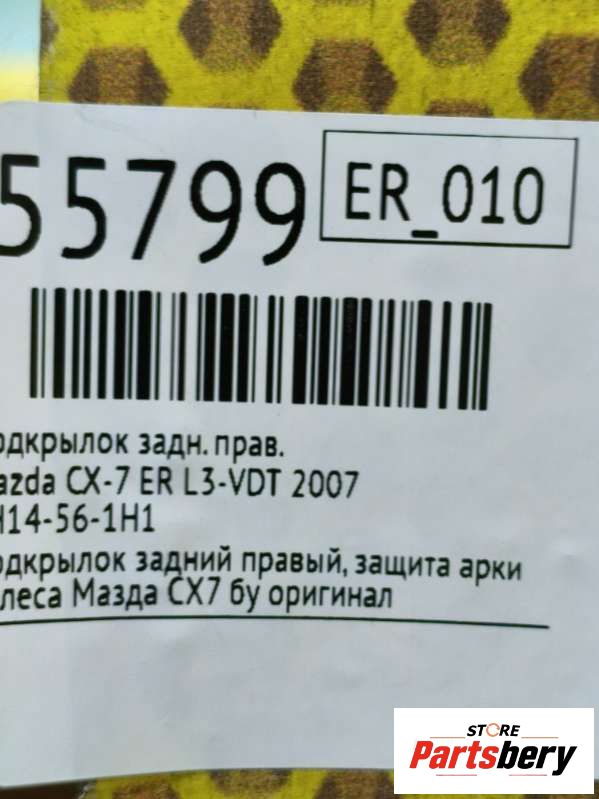 55799
ER_010
одкрылок задн. прав.
azda CX-7 ER L3-VDT 2007
H14-56-1H1
одкрылок задний правый, защита арки
леса Мазда СХ7 бу оригинал
STORE
Partsbery